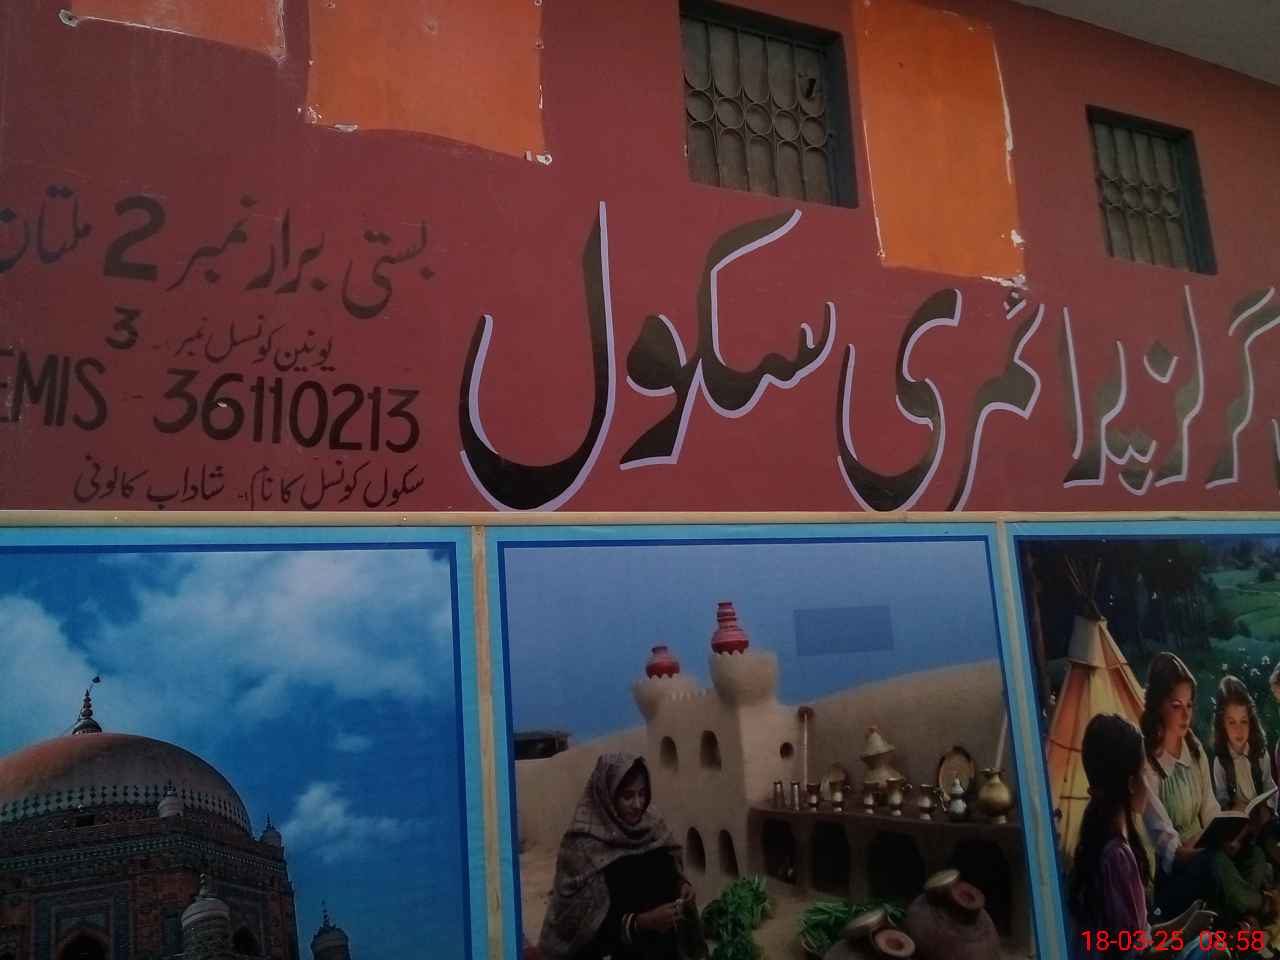 گرلز پرائمری سکول
بستی برار نمبر 2 ملتان
یونین کونسل نمبر 3
EMIS - 36110213
سکول کونسل کا نام:- شاداب کالونی
18-03-25 08:58